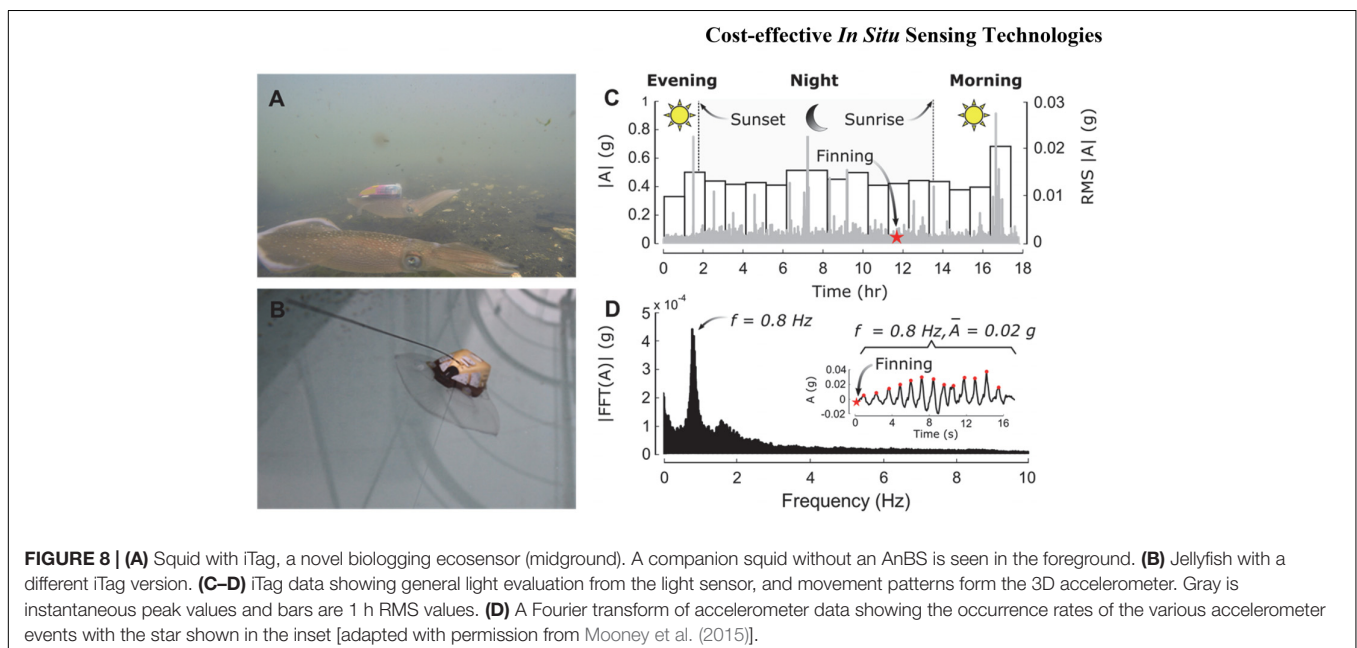 Cost-effective In Situ Sensing Technologies
A
B
C
Evening Night Morning
Sunset Sunrise
Finning
|A| (g)
1
0.8
0.6
0.4
0.2
0
RMS |A| (g)
0.03
0.02
0.01
0
0 2 4 6 8 10 12 14 16 18
Time (hr)
D
5 x 10-4
4
3
2
1
0
|FFT(A)| (g)
f = 0.8 Hz
f = 0.8 Hz, A̅ = 0.02 g
Finning
A (g)
0.04
0.02
0
-0.02
0 4 8 12 16
Time (s)
0 2 4 6 8 10
Frequency (Hz)
FIGURE 8 | (A) Squid with iTag, a novel biologging ecosensor (midground). A companion squid without an AnBS is seen in the foreground. (B) Jellyfish with a
different iTag version. (C–D) iTag data showing general light evaluation from the light sensor, and movement patterns form the 3D accelerometer. Gray is
instantaneous peak values and bars are 1 h RMS values. (D) A Fourier transform of accelerometer data showing the occurrence rates of the various accelerometer
events with the star shown in the inset [adapted with permission from Mooney et al. (2015)].